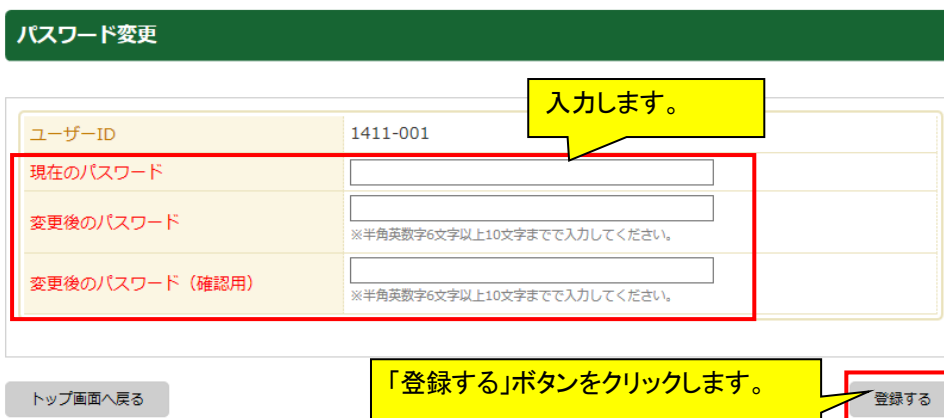 パスワード変更
入力します。
ユーザーID 1411-001
現在のパスワード
変更後のパスワード
※半角英数字6文字以上10文字までで入力してください。
変更後のパスワード（確認用）
※半角英数字6文字以上10文字までで入力してください。
「登録する」ボタンをクリックします。
トップ画面へ戻る
登録する